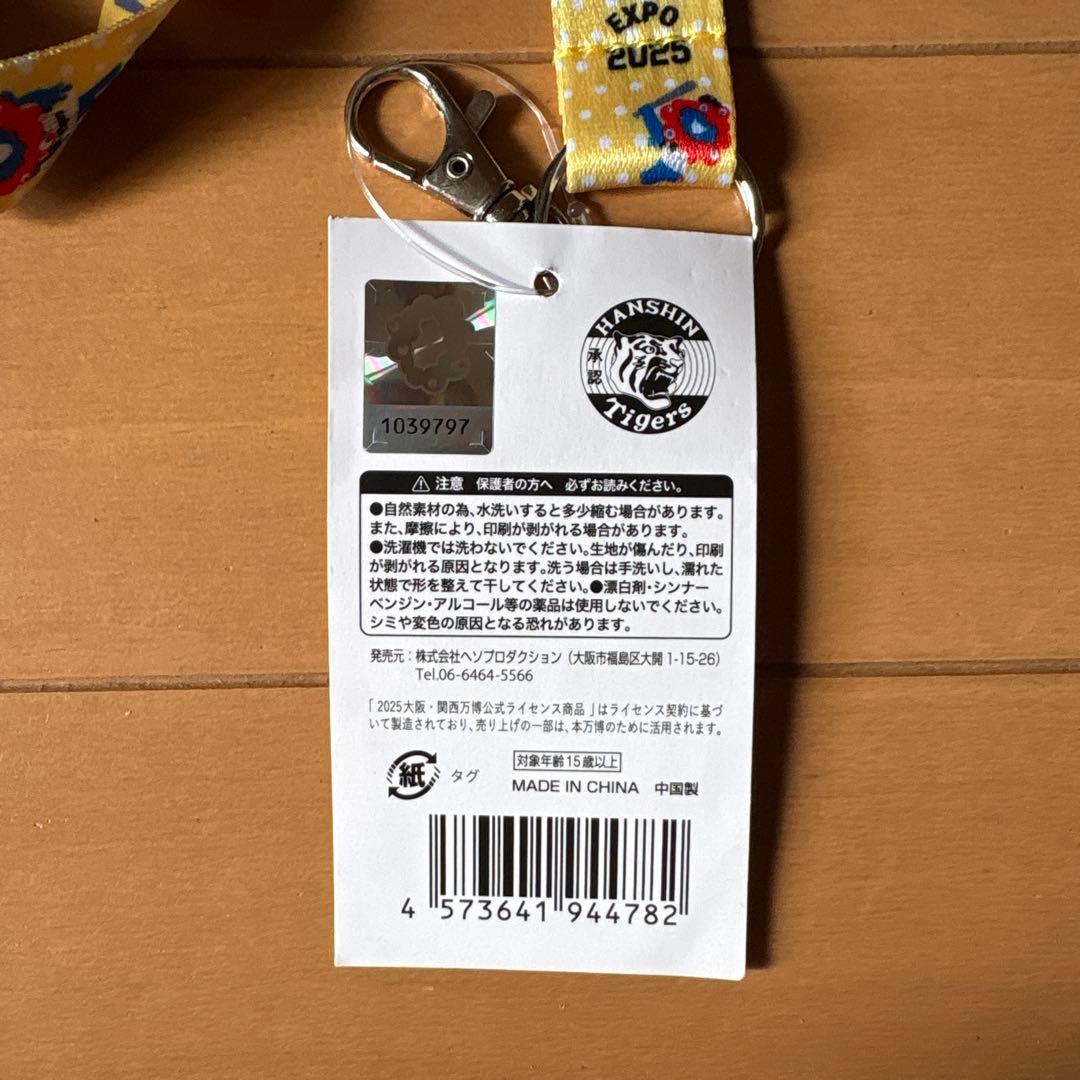 EXPO
2025
HANSHIN
承認
Tigers
1039797
⚠ 注意 保護者の方へ 必ずお読みください。
●自然素材の為、水洗いすると多少縮む場合があります。
また、摩擦により、印刷が剥がれる場合があります。
●洗濯機では洗わないでください。生地が傷んだり、印刷
が剥がれる原因となります。洗う場合は手洗いし、濡れた
状態で形を整えて干してください。●漂白剤・シンナー
ベンジン・アルコール等の薬品は使用しないでください。
シミや変色の原因となる恐れがあります。
発売元：株式会社ヘソプロダクション（大阪市福島区大開1-15-26）
Tel.06-6464-5566
「2025大阪・関西万博公式ライセンス商品」はライセンス契約に基づ
いて製造されており、売り上げの一部は、本万博のために活用されます。
紙 タグ
対象年齢15歳以上
MADE IN CHINA 中国製
4 573641 944782